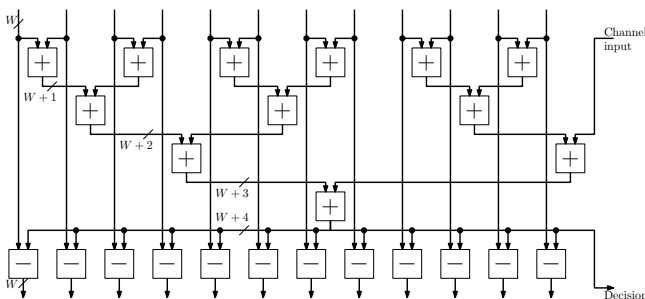 W
Channel
input
+ + + + + +
W + 1
+ + +
W + 2
+ +
W + 3
+
W + 4
− − − − − − − − − − − −
W
Decision